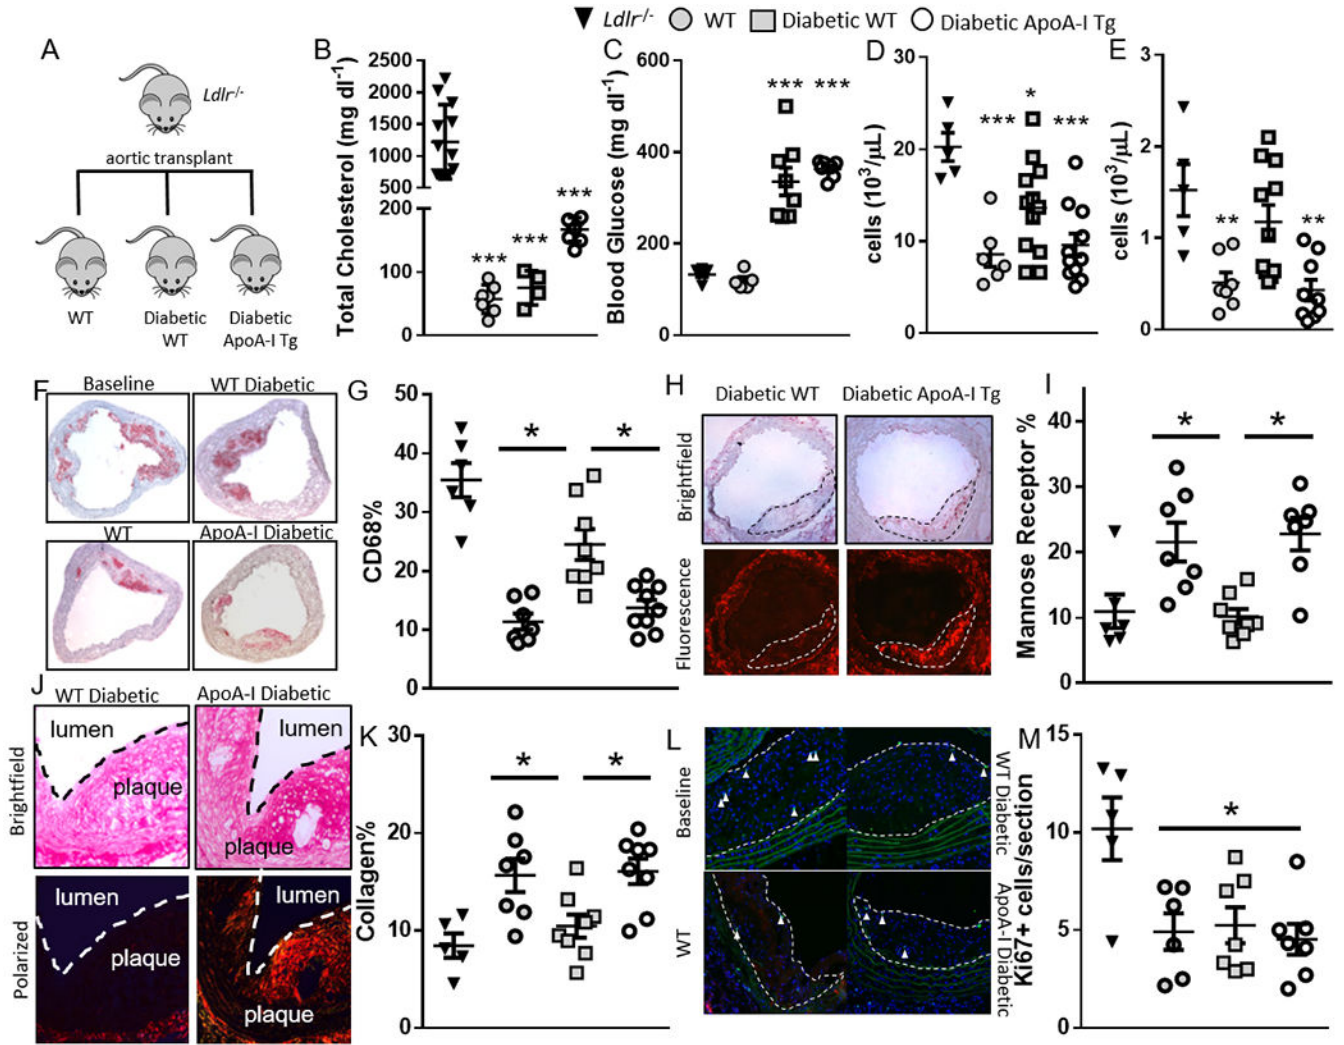 Ldlr-/- WT Diabetic WT Diabetic ApoA-I Tg
A
Ldlr-/-
aortic transplant
WT
Diabetic
WT
Diabetic
ApoA-I Tg
B
Total Cholesterol (mg dl-1)
2500
2000
1500
1000
500
200
100
0
***
***
***
C
Blood Glucose (mg dl-1)
600
400
200
0
*** ***
D
cells (10³/µL)
30
20
10
0
***
*
***
E
cells (10³/µL)
3
2
1
0
**
**
F
Baseline
WT Diabetic
WT
ApoA-I Diabetic
G
CD68%
50
40
30
20
10
0
*
*
H
Diabetic WT
Diabetic ApoA-I Tg
Brightfield
Fluorescence
I
Mannose Receptor %
40
30
20
10
0
*
*
J
WT Diabetic
ApoA-I Diabetic
Brightfield
lumen
plaque
lumen
plaque
Polarized
lumen
plaque
lumen
plaque
K
Collagen%
30
20
10
0
*
*
L
Baseline
WT Diabetic
WT
ApoA-I Diabetic
M
Ki67+ cells/section
15
10
5
0
*